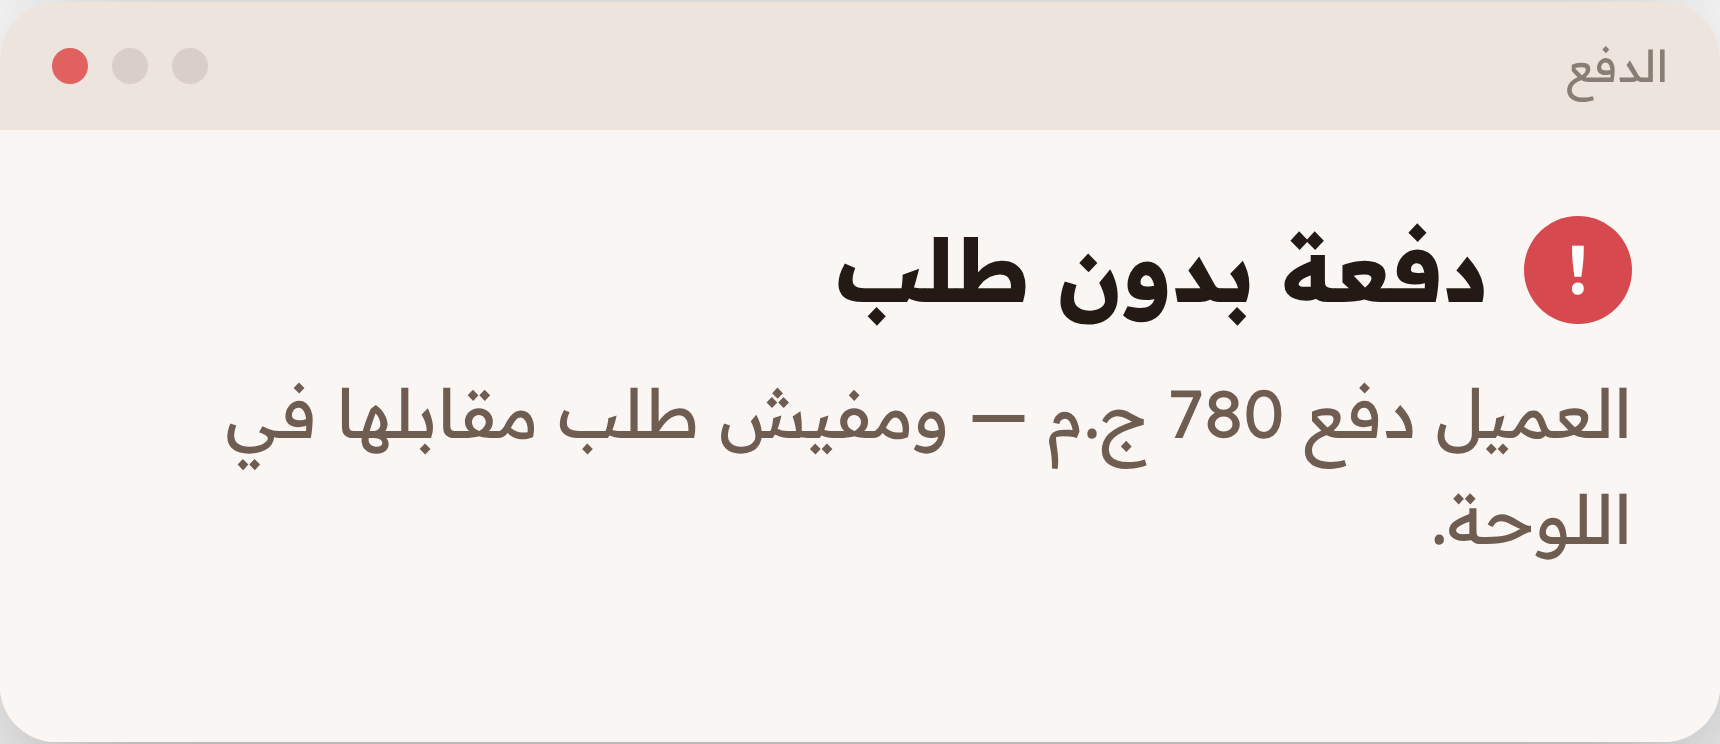 الدفع
! دفعة بدون طلب
العميل دفع 780 ج.م — ومفيش طلب مقابلها في
اللوحة.